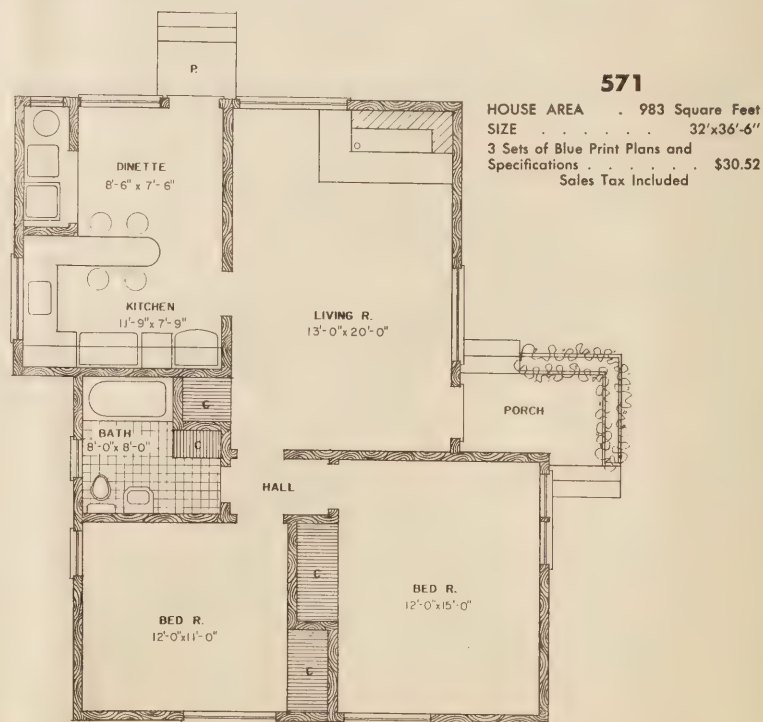 571
HOUSE AREA . 983 Square Feet
SIZE . . . . . . 32'x36'-6"
3 Sets of Blue Print Plans and
Specifications . . . . . . $30.52
Sales Tax Included
P.
DINETTE
8'-6" x 7'-6"
KITCHEN
11'-9" x 7'-9"
LIVING R.
13'-0" x 20'-0"
PORCH
C
C
BATH
8'-0" x 8'-0"
HALL
C
BED R.
12'-0" x 15'-0"
BED R.
12'-0" x 11'-0"
C